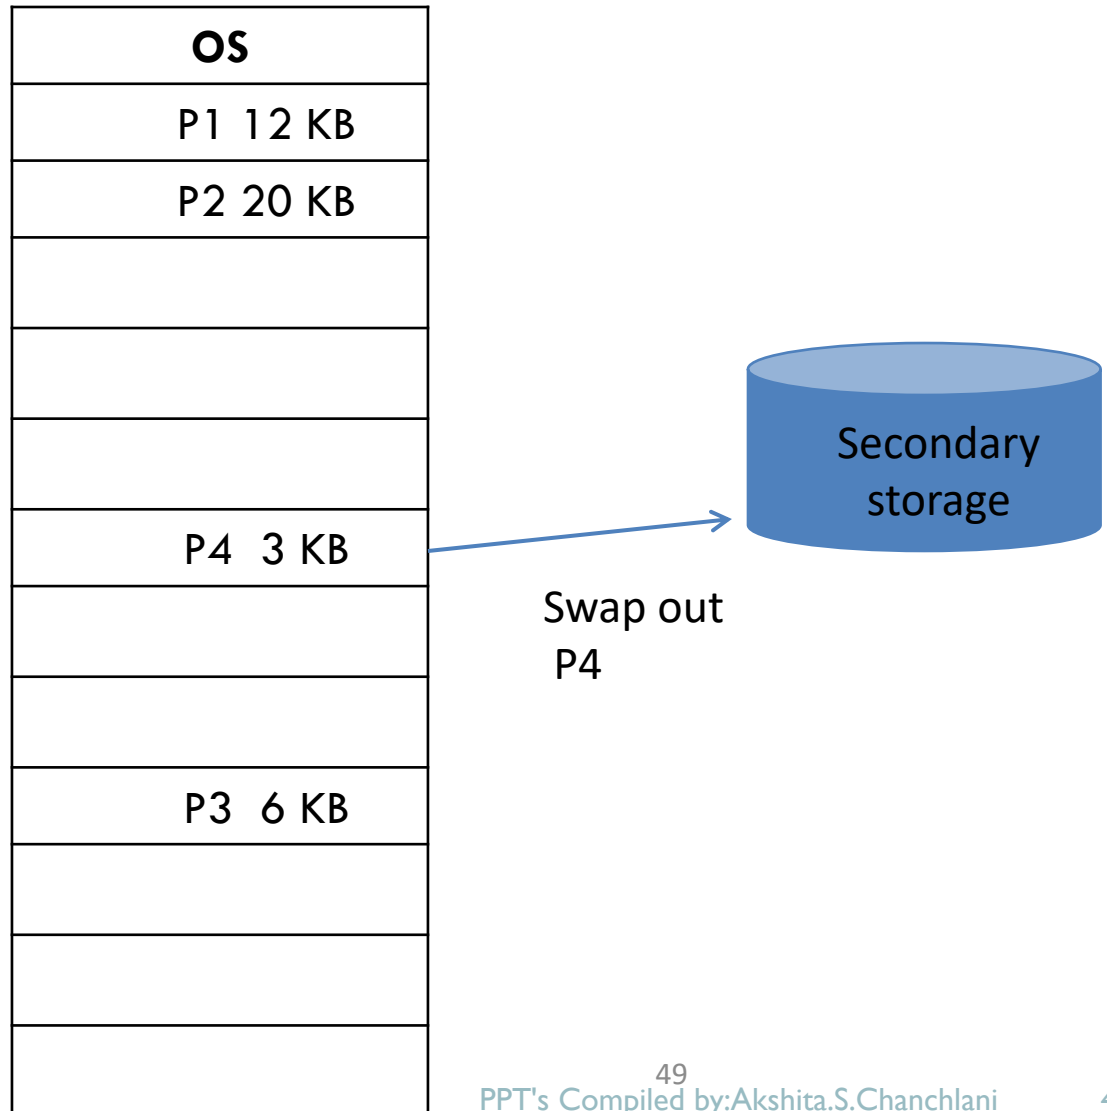 OS
P1 12 KB
P2 20 KB
Secondary
storage
P4 3 KB
Swap out
P4
P3 6 KB
49
PPT's Compiled by:Akshita.S.Chanchlani